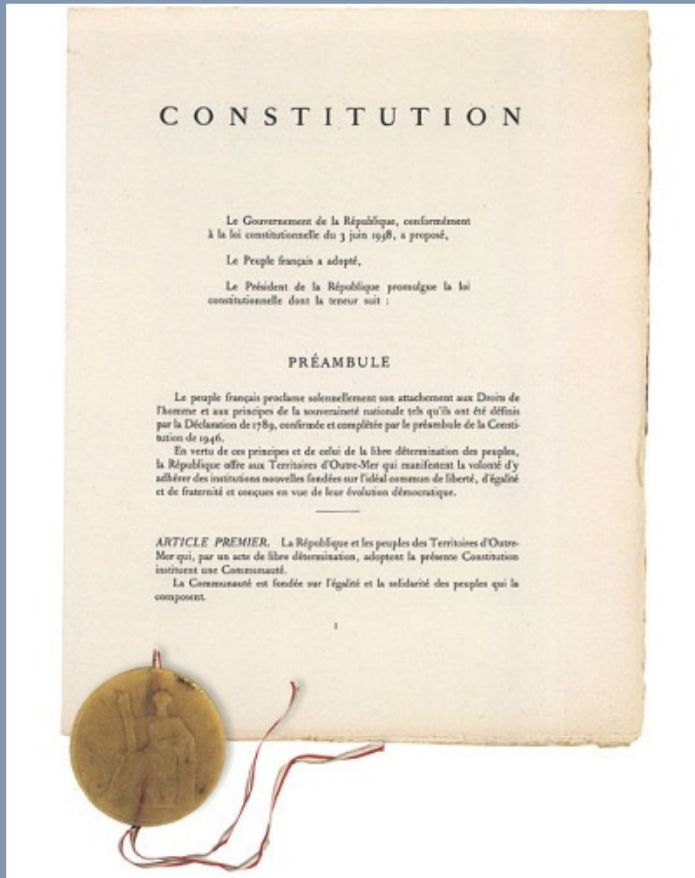 CONSTITUTION
Le Gouvernement de la République, conformément
à la loi constitutionnelle du 3 juin 1958, a proposé,
Le Peuple français a adopté,
Le Président de la République promulgue la loi
constitutionnelle dont la teneur suit :
PRÉAMBULE
Le peuple français proclame solennellement son attachement aux Droits de
l'homme et aux principes de la souveraineté nationale tels qu'ils ont été définis
par la Déclaration de 1789, confirmée et complétée par le préambule de la Consti-
tution de 1946.
En vertu de ces principes et de celui de la libre détermination des peuples,
la République offre aux Territoires d'Outre-Mer qui manifestent la volonté d'y
adhérer des institutions nouvelles fondées sur l'idéal commun de liberté, d'égalité
et de fraternité et conçues en vue de leur évolution démocratique.
ARTICLE PREMIER. La République et les peuples des Territoires d'Outre-
Mer qui, par un acte de libre détermination, adoptent la présente Constitution
instituent une Communauté.
La Communauté est fondée sur l'égalité et la solidarité des peuples qui la
composent.
1